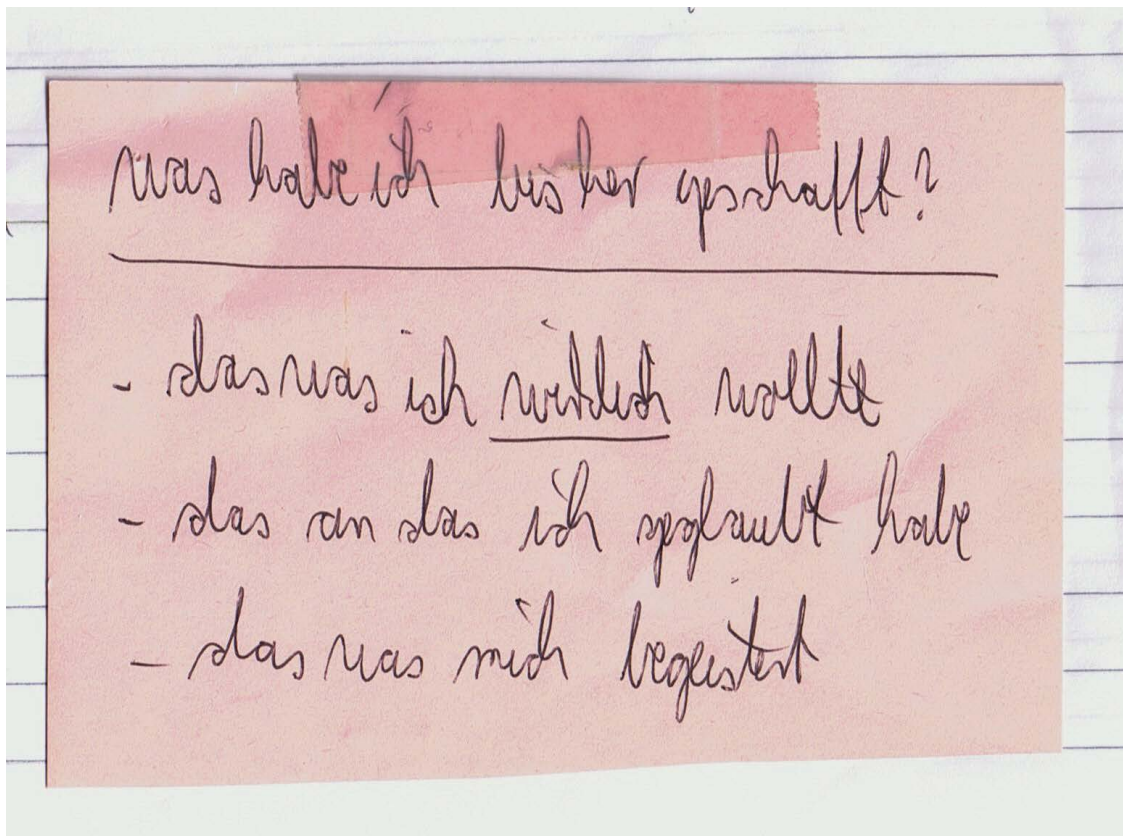 was habe ich bisher geschafft?
- das was ich wirklich wollte
- das an das ich geglaubt habe
- das was mich begeistert